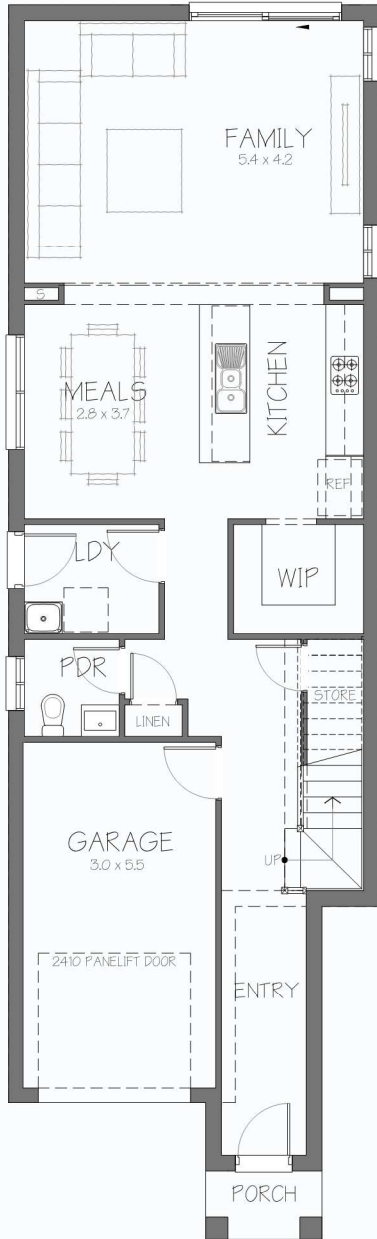 FAMILY
5.4 x 4.2
S
MEALS
2.8 x 3.7
KITCHEN
REF
LDY
WIP
PDR
LINEN
STORE
GARAGE
3.0 x 5.5
UP
2410 PANELIFT DOOR
ENTRY
PORCH